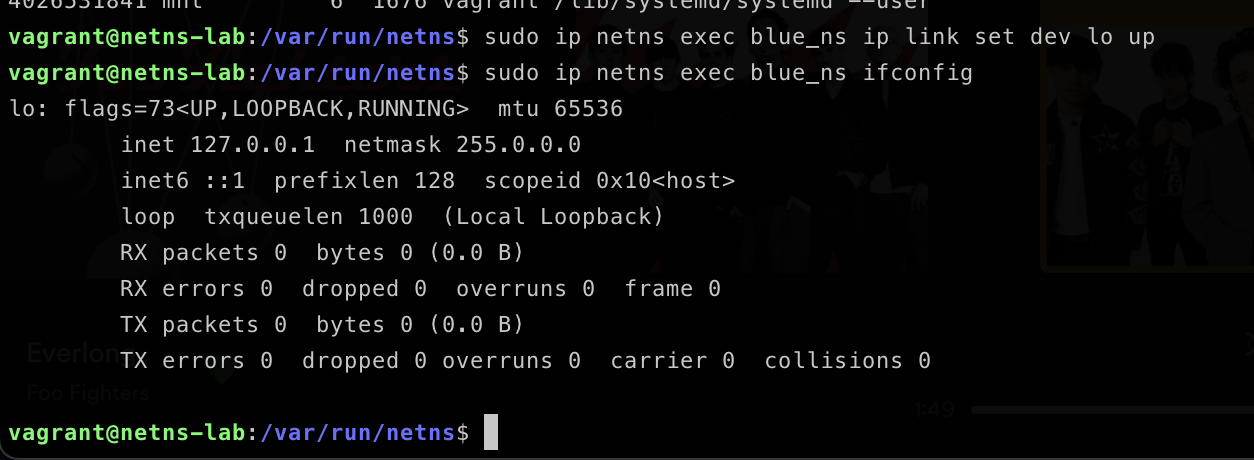 4026531841 mnt         6  1676 vagrant /lib/systemd/systemd --user
vagrant@netns-lab:/var/run/netns$ sudo ip netns exec blue_ns ip link set dev lo up
vagrant@netns-lab:/var/run/netns$ sudo ip netns exec blue_ns ifconfig
lo: flags=73<UP,LOOPBACK,RUNNING>  mtu 65536
        inet 127.0.0.1  netmask 255.0.0.0
        inet6 ::1  prefixlen 128  scopeid 0x10<host>
        loop  txqueuelen 1000  (Local Loopback)
        RX packets 0  bytes 0 (0.0 B)
        RX errors 0  dropped 0  overruns 0  frame 0
        TX packets 0  bytes 0 (0.0 B)
Everlong
        TX errors 0  dropped 0 overruns 0  carrier 0  collisions 0
Foo Fighters
1:49
vagrant@netns-lab:/var/run/netns$